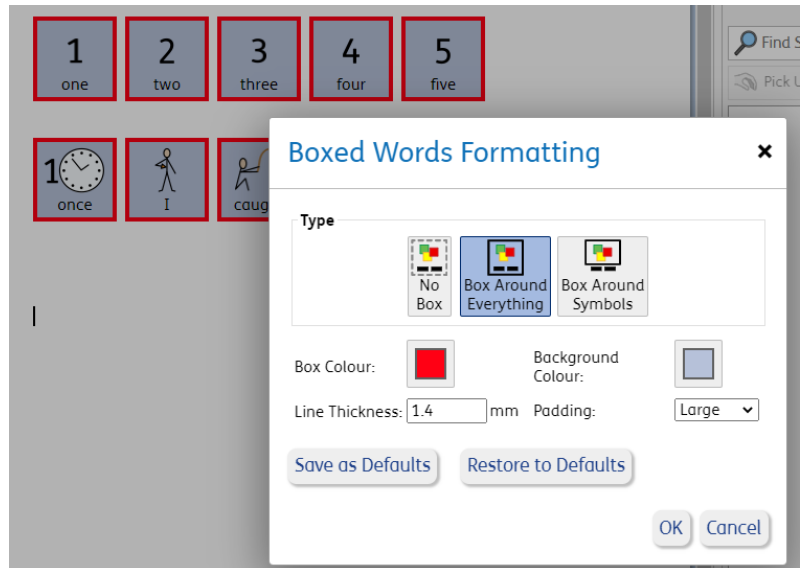 1 2 3 4 5
one two three four five
Find S
Pick U
1
once I caug
Boxed Words Formatting
Type
No Box
Box Around Everything
Box Around Symbols
Box Colour:
Background Colour:
Line Thickness: 1.4 mm Padding: Large
Save as Defaults Restore to Defaults
OK Cancel